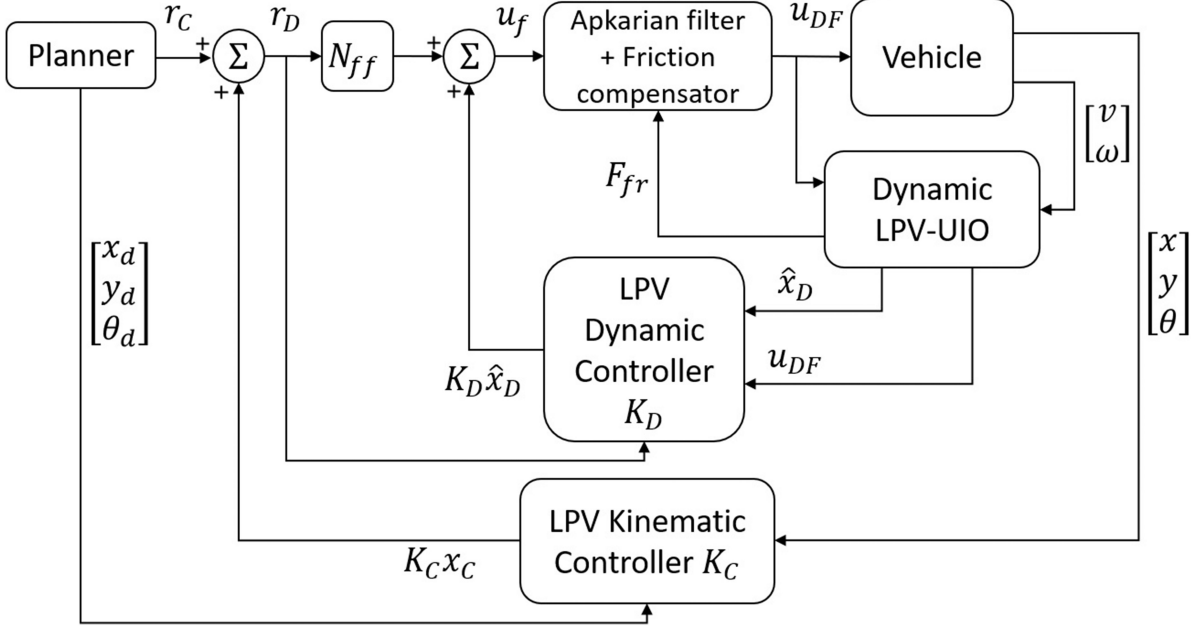 r_C
r_D
u_f
u_DF
Planner
+
Σ
+
N_ff
+
Σ
+
Apkarian filter
+ Friction
compensator
Vehicle
[v
ω]
F_fr
Dynamic
LPV-UIO
[x_d
y_d
θ_d]
[x
y
θ]
x̂_D
LPV
Dynamic
Controller
K_D
u_DF
K_D x̂_D
LPV Kinematic
Controller K_C
K_C x_C